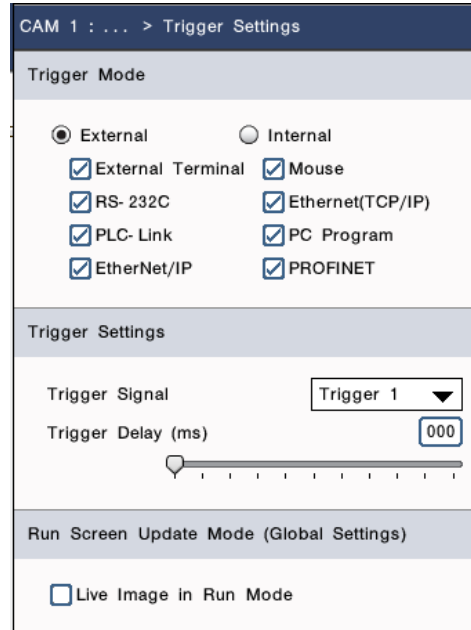 CAM 1 : ... > Trigger Settings
Trigger Mode
External Internal
External Terminal Mouse
RS-232C Ethernet(TCP/IP)
PLC-Link PC Program
EtherNet/IP PROFINET
Trigger Settings
Trigger Signal Trigger 1
Trigger Delay (ms) 000
Run Screen Update Mode (Global Settings)
Live Image in Run Mode